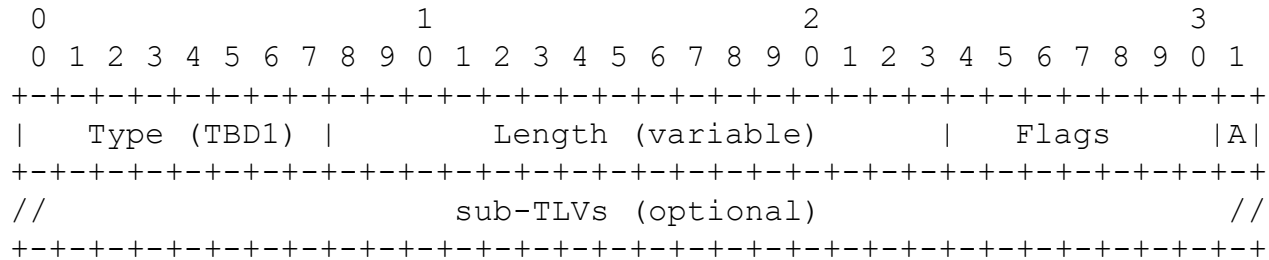 0                   1                   2                   3
 0 1 2 3 4 5 6 7 8 9 0 1 2 3 4 5 6 7 8 9 0 1 2 3 4 5 6 7 8 9 0 1
+-+-+-+-+-+-+-+-+-+-+-+-+-+-+-+-+-+-+-+-+-+-+-+-+-+-+-+-+-+-+-+-+
|   Type (TBD1) |        Length (variable)      |   Flags     |A|
+-+-+-+-+-+-+-+-+-+-+-+-+-+-+-+-+-+-+-+-+-+-+-+-+-+-+-+-+-+-+-+-+
//                     sub-TLVs (optional)                     //
+-+-+-+-+-+-+-+-+-+-+-+-+-+-+-+-+-+-+-+-+-+-+-+-+-+-+-+-+-+-+-+-+